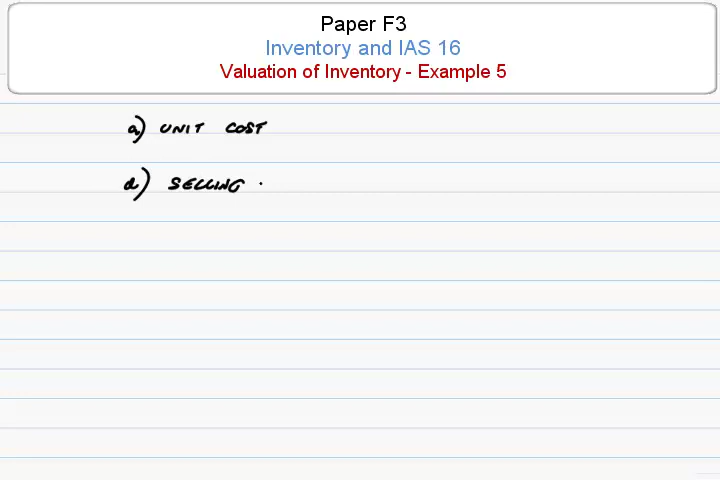 Paper F3
Inventory and IAS 16
Valuation of Inventory - Example 5
a) UNIT COST
d) SELLING